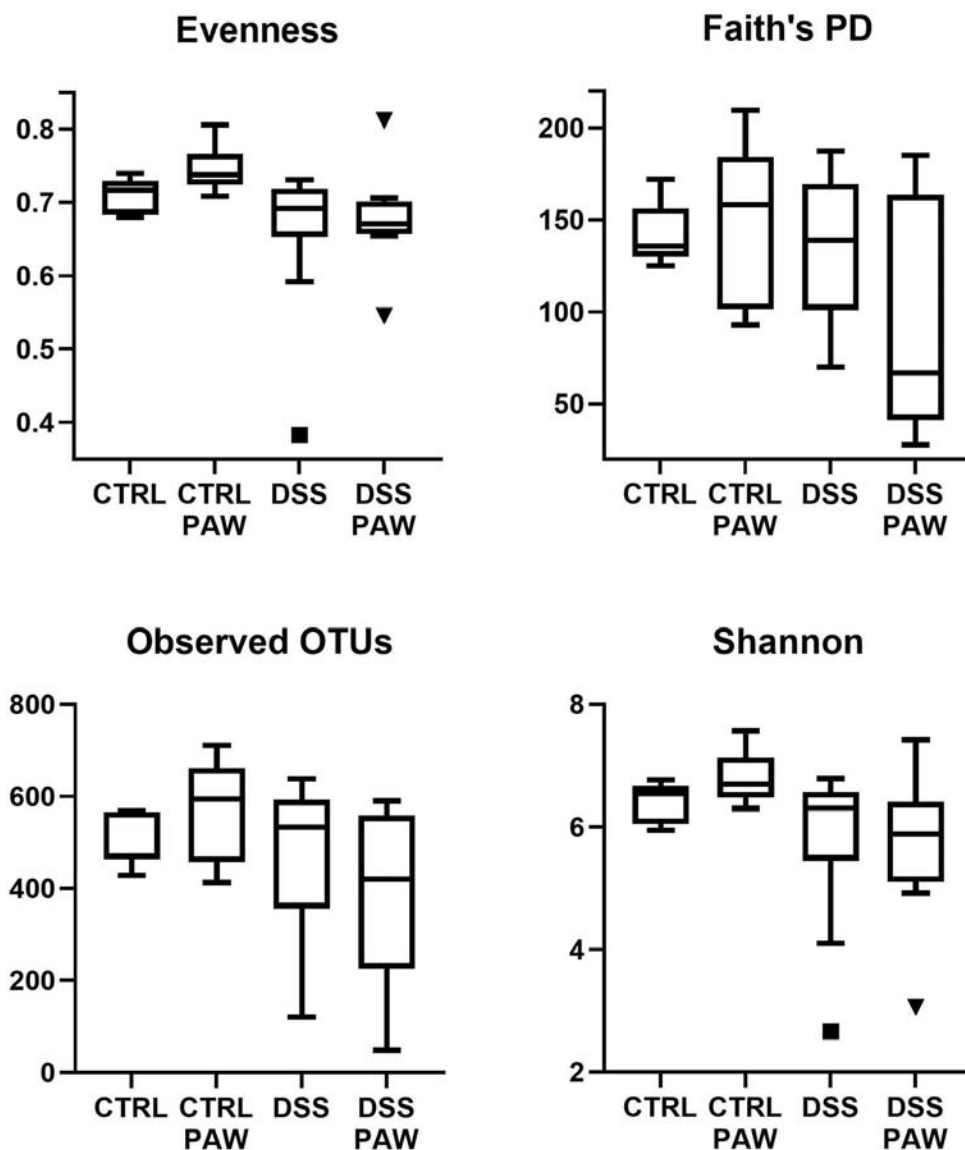 Evenness
0.8
0.7
0.6
0.5
0.4
CTRL CTRL DSS DSS
PAW PAW
Faith's PD
200
150
100
50
CTRL CTRL DSS DSS
PAW PAW
Observed OTUs
800
600
400
200
0
CTRL CTRL DSS DSS
PAW PAW
Shannon
8
6
4
2
CTRL CTRL DSS DSS
PAW PAW